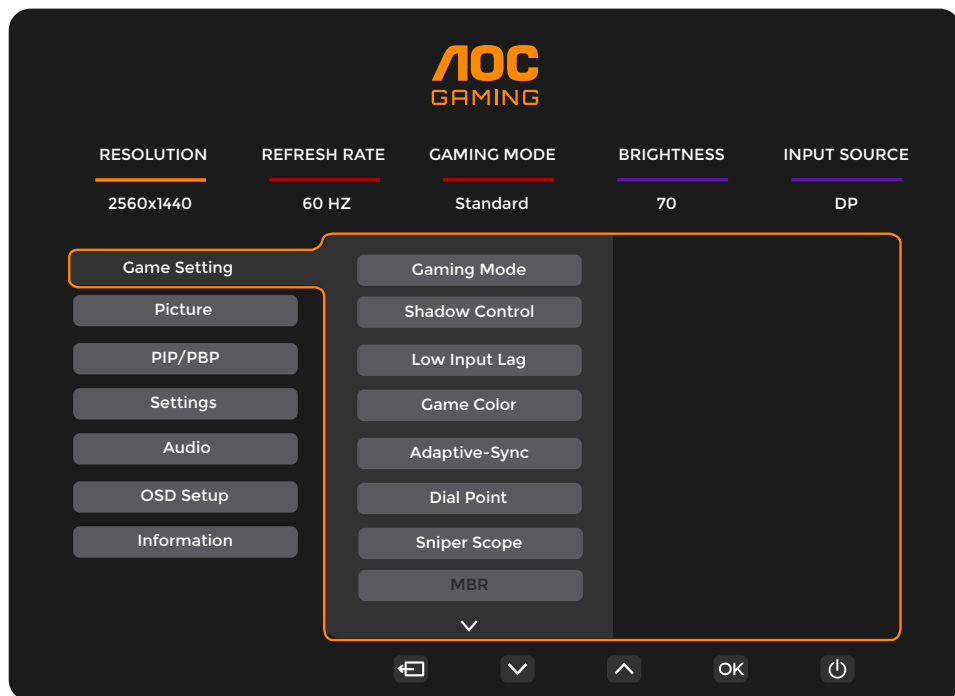 AOC
GAMING
RESOLUTION REFRESH RATE GAMING MODE BRIGHTNESS INPUT SOURCE
2560x1440 60 HZ Standard 70 DP
Game Setting
Picture
PIP/PBP
Settings
Audio
OSD Setup
Information
Gaming Mode
Shadow Control
Low Input Lag
Game Color
Adaptive-Sync
Dial Point
Sniper Scope
MBR
OK